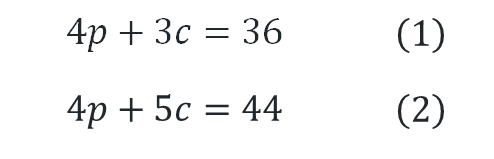 4p + 3c = 36 (1)
4p + 5c = 44 (2)